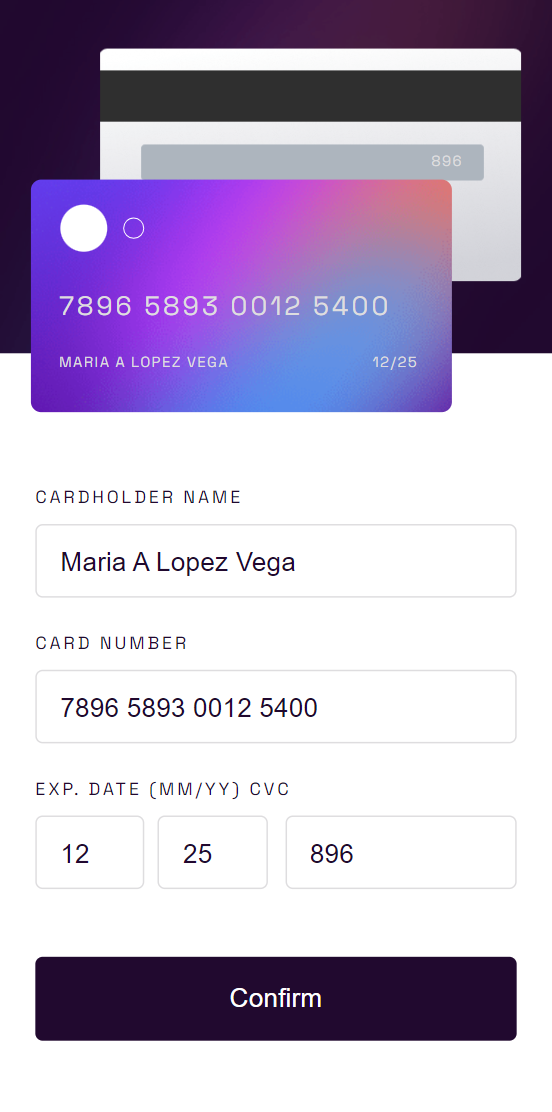 896
7896 5893 0012 5400
MARIA A LOPEZ VEGA 12/25
CARDHOLDER NAME
Maria A Lopez Vega
CARD NUMBER
7896 5893 0012 5400
EXP. DATE (MM/YY) CVC
12 25 896
Confirm